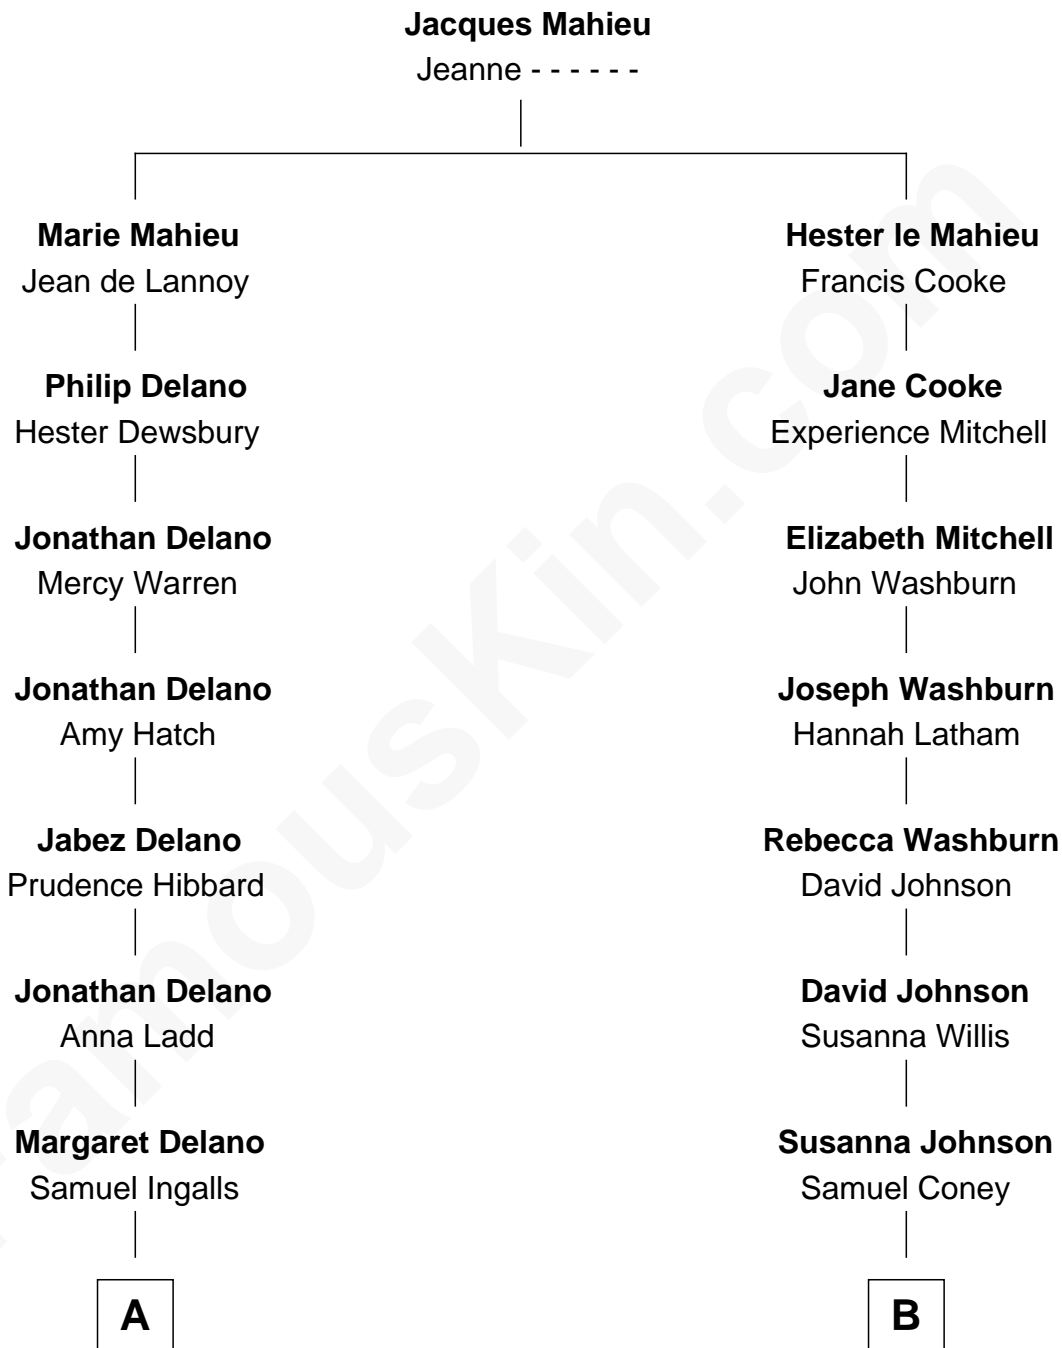 Jacques Mahieu
Jeanne - - - - - -
Marie Mahieu
Jean de Lannoy
Philip Delano
Hester Dewsbury
Jonathan Delano
Mercy Warren
Jonathan Delano
Amy Hatch
Jabez Delano
Prudence Hibbard
Jonathan Delano
Anna Ladd
Margaret Delano
Samuel Ingalls
A
Hester le Mahieu
Francis Cooke
Jane Cooke
Experience Mitchell
Elizabeth Mitchell
John Washburn
Joseph Washburn
Hannah Latham
Rebecca Washburn
David Johnson
David Johnson
Susanna Willis
Susanna Johnson
Samuel Coney
B
FamousKin.com